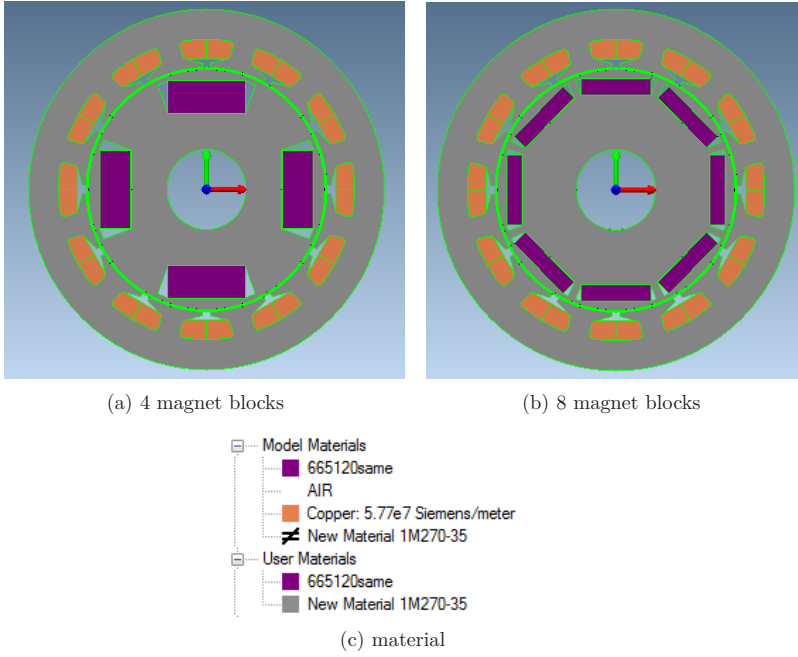 (a) 4 magnet blocks
(b) 8 magnet blocks
Model Materials
665120same
AIR
Copper: 5.77e7 Siemens/meter
New Material 1M270-35
User Materials
665120same
New Material 1M270-35
(c) material